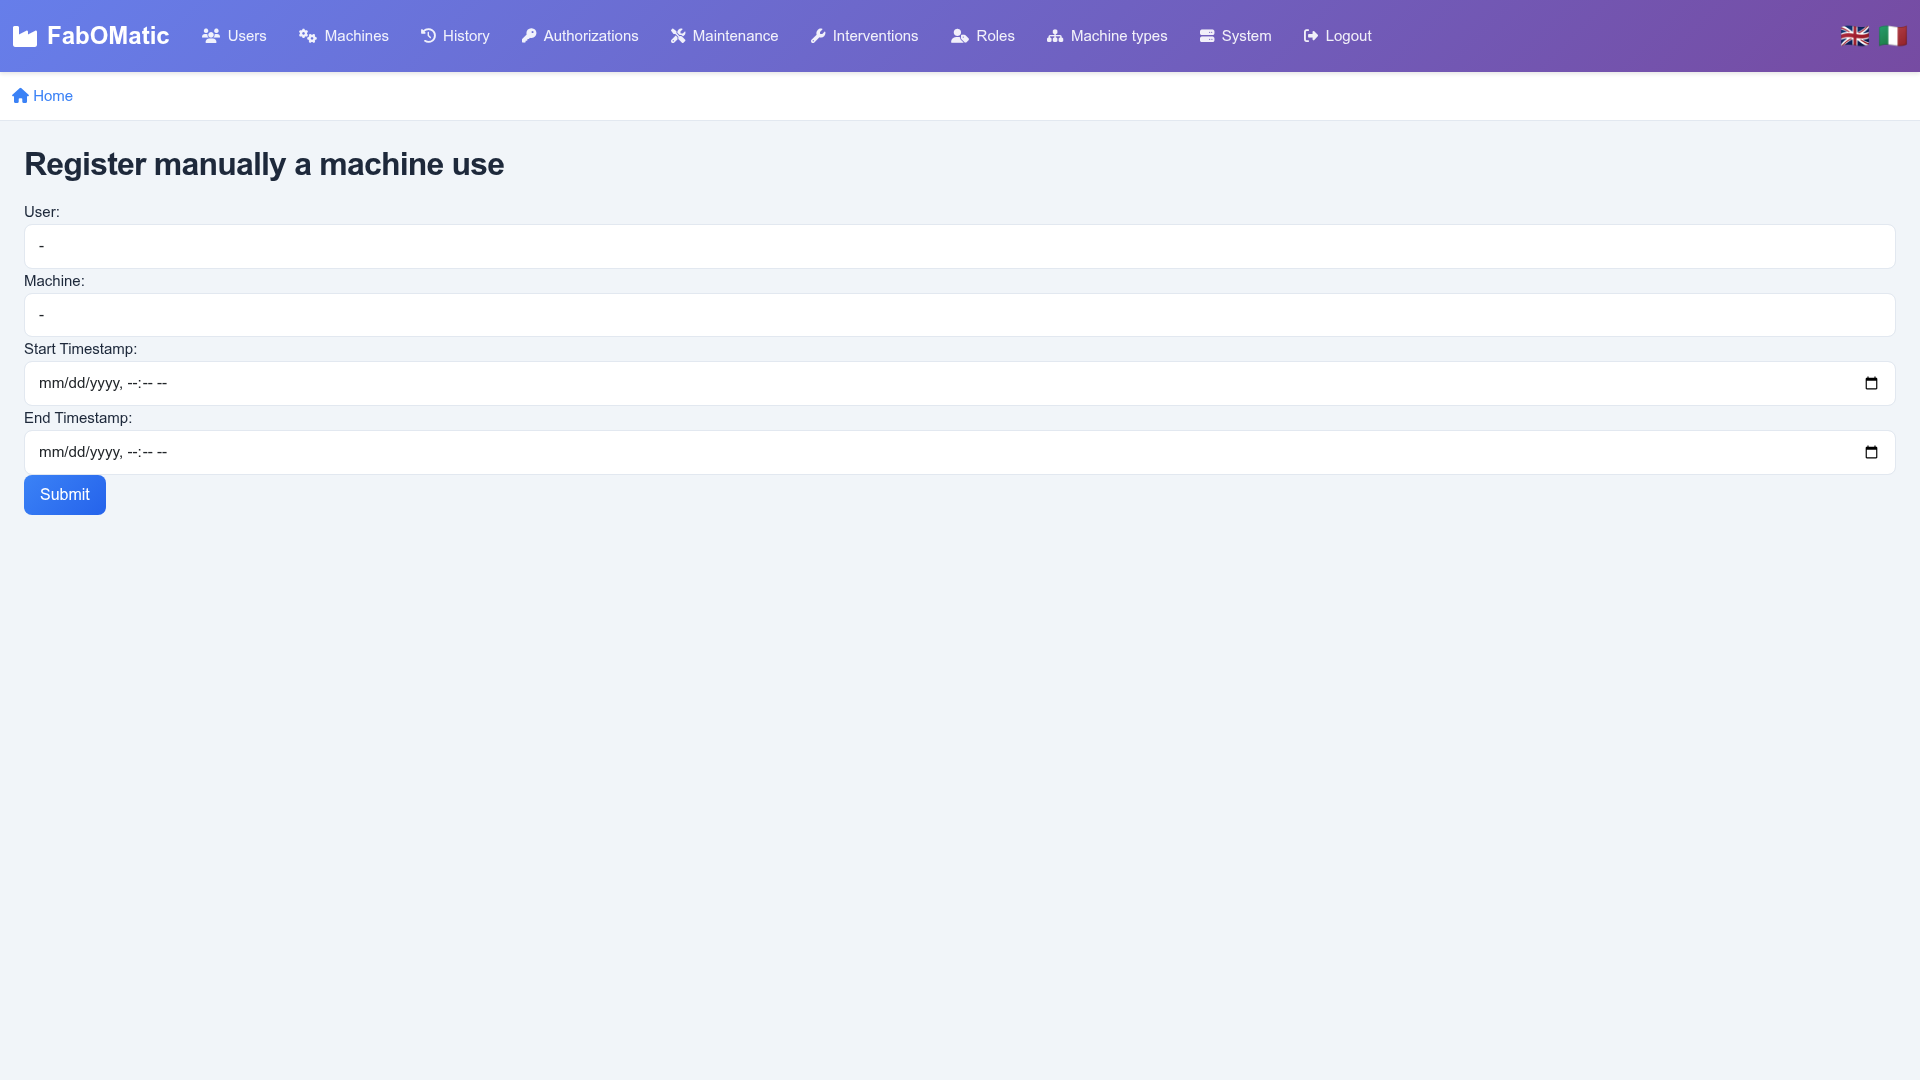 FabOMatic Users Machines History Authorizations Maintenance Interventions Roles Machine types System Logout
Home
Register manually a machine use
User:
-
Machine:
-
Start Timestamp:
mm/dd/yyyy, --:-- --
End Timestamp:
mm/dd/yyyy, --:-- --
Submit